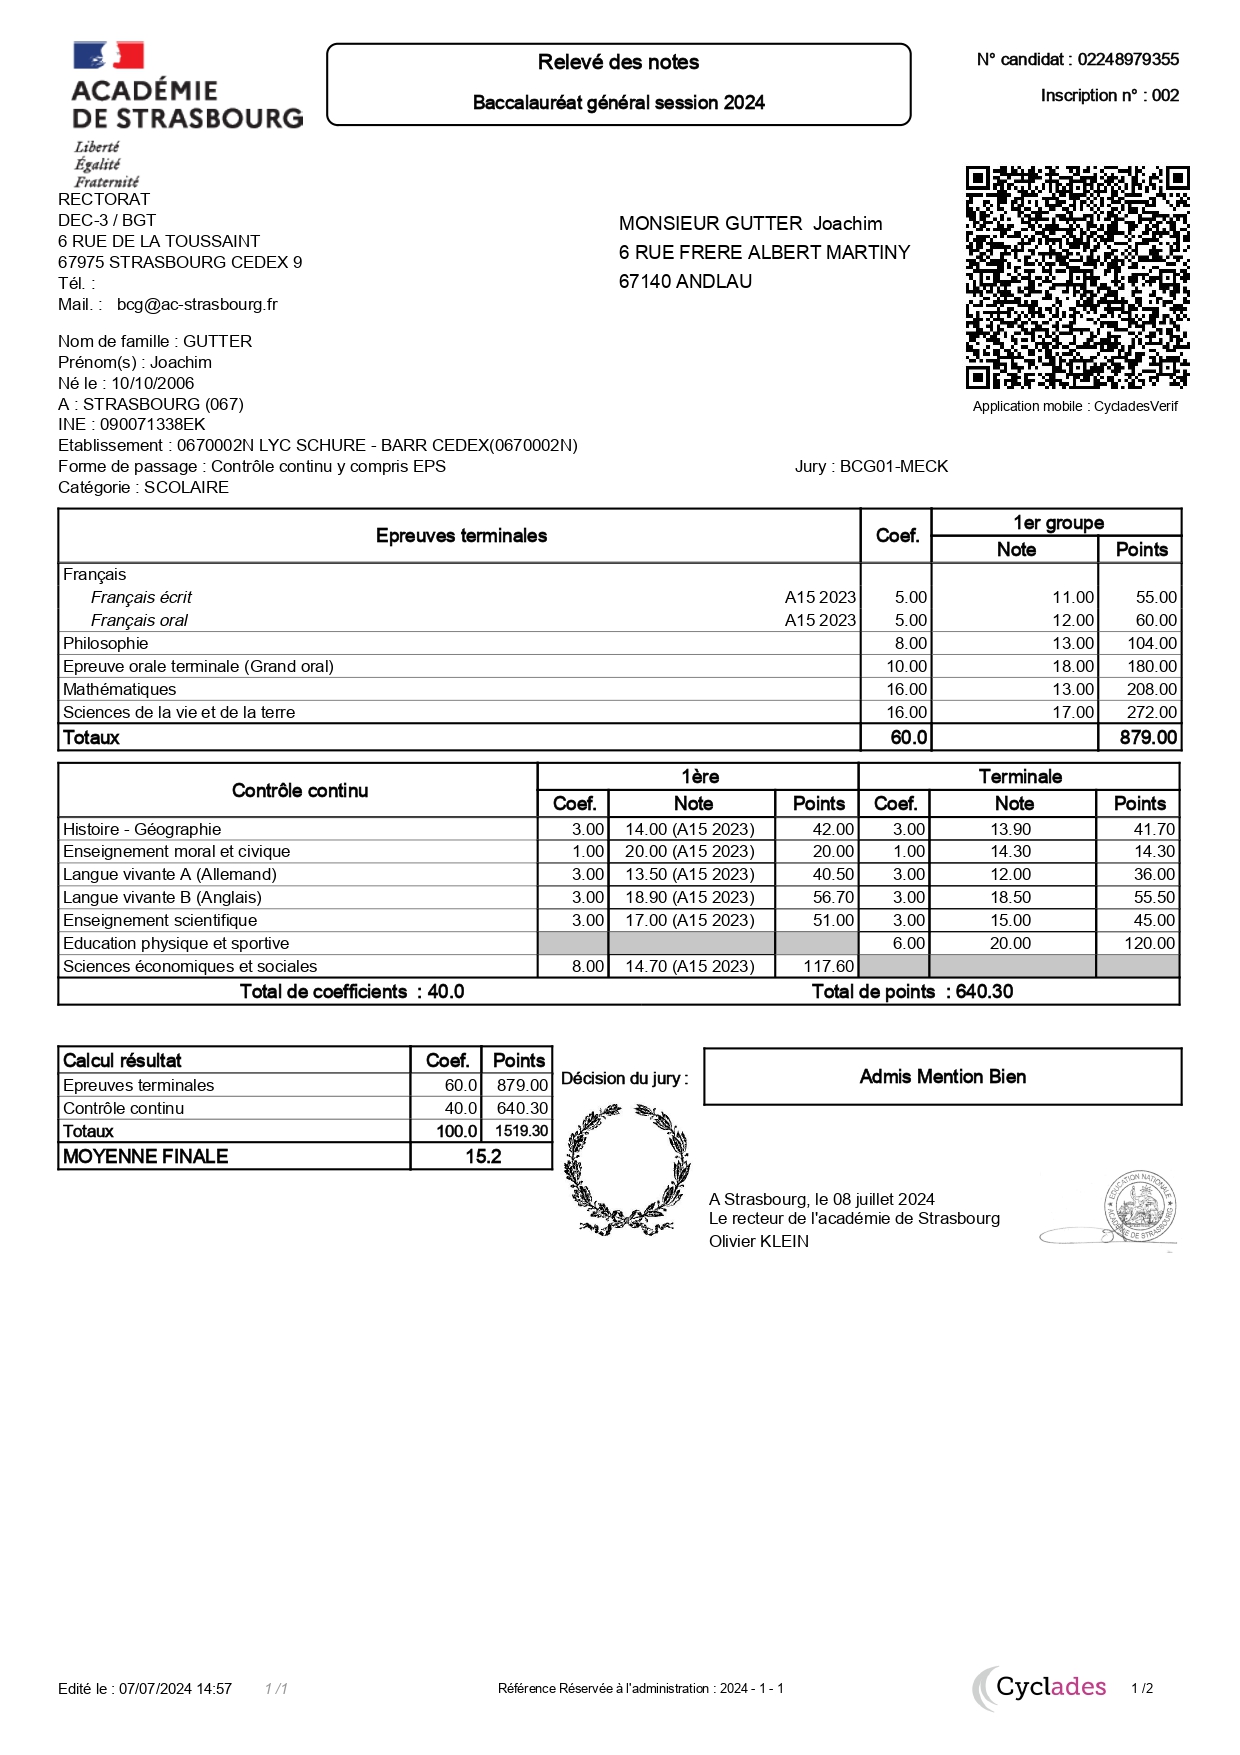 Relevé des notes
Baccalauréat général session 2024
N° candidat : 02248979355
Inscription n° : 002
ACADÉMIE
DE STRASBOURG
Liberté
Égalité
Fraternité
RECTORAT
DEC-3 / BGT
6 RUE DE LA TOUSSAINT
67975 STRASBOURG CEDEX 9
Tél. :
Mail. : bcg@ac-strasbourg.fr
MONSIEUR GUTTER Joachim
6 RUE FRERE ALBERT MARTINY
67140 ANDLAU
Application mobile : CycladesVerif
Nom de famille : GUTTER
Prénom(s) : Joachim
Né le : 10/10/2006
A : STRASBOURG (067)
INE : 090071338EK
Etablissement : 0670002N LYC SCHURE - BARR CEDEX(0670002N)
Forme de passage : Contrôle continu y compris EPS Jury : BCG01-MECK
Catégorie : SCOLAIRE
Epreuves terminales Coef. 1er groupe
Note Points
Français
Français écrit A15 2023 5.00 11.00 55.00
Français oral A15 2023 5.00 12.00 60.00
Philosophie 8.00 13.00 104.00
Epreuve orale terminale (Grand oral) 10.00 18.00 180.00
Mathématiques 16.00 13.00 208.00
Sciences de la vie et de la terre 16.00 17.00 272.00
Totaux 60.0 879.00
Contrôle continu 1ère Terminale
Coef. Note Points Coef. Note Points
Histoire - Géographie 3.00 14.00 (A15 2023) 42.00 3.00 13.90 41.70
Enseignement moral et civique 1.00 20.00 (A15 2023) 20.00 1.00 14.30 14.30
Langue vivante A (Allemand) 3.00 13.50 (A15 2023) 40.50 3.00 12.00 36.00
Langue vivante B (Anglais) 3.00 18.90 (A15 2023) 56.70 3.00 18.50 55.50
Enseignement scientifique 3.00 17.00 (A15 2023) 51.00 3.00 15.00 45.00
Education physique et sportive 6.00 20.00 120.00
Sciences économiques et sociales 8.00 14.70 (A15 2023) 117.60
Total de coefficients : 40.0 Total de points : 640.30
Calcul résultat Coef. Points
Epreuves terminales 60.0 879.00
Contrôle continu 40.0 640.30
Totaux 100.0 1519.30
MOYENNE FINALE 15.2
Décision du jury :
Admis Mention Bien
A Strasbourg, le 08 juillet 2024
Le recteur de l'académie de Strasbourg
Olivier KLEIN
EDUCATION NATIONALE
ACADÉMIE DE STRASBOURG
Edité le : 07/07/2024 14:57 1 /1 Référence Réservée à l'administration : 2024 - 1 - 1 Cyclades 1 /2